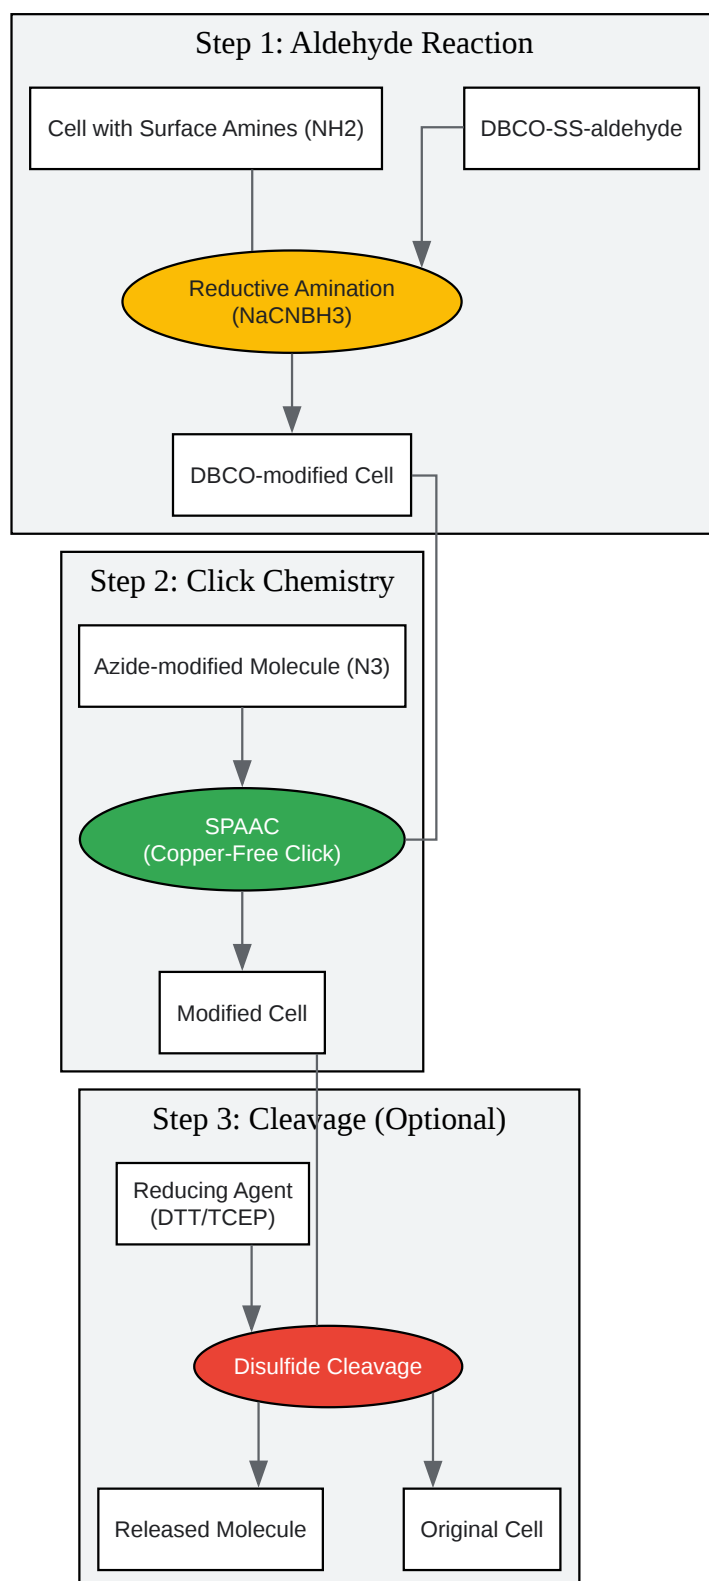 Step 1: Aldehyde Reaction
Cell with Surface Amines (NH2)
DBCO-SS-aldehyde
Reductive Amination
(NaCNBH3)
DBCO-modified Cell
Step 2: Click Chemistry
Azide-modified Molecule (N3)
SPAAC
(Copper-Free Click)
Modified Cell
Step 3: Cleavage (Optional)
Reducing Agent
(DTT/TCEP)
Disulfide Cleavage
Released Molecule
Original Cell